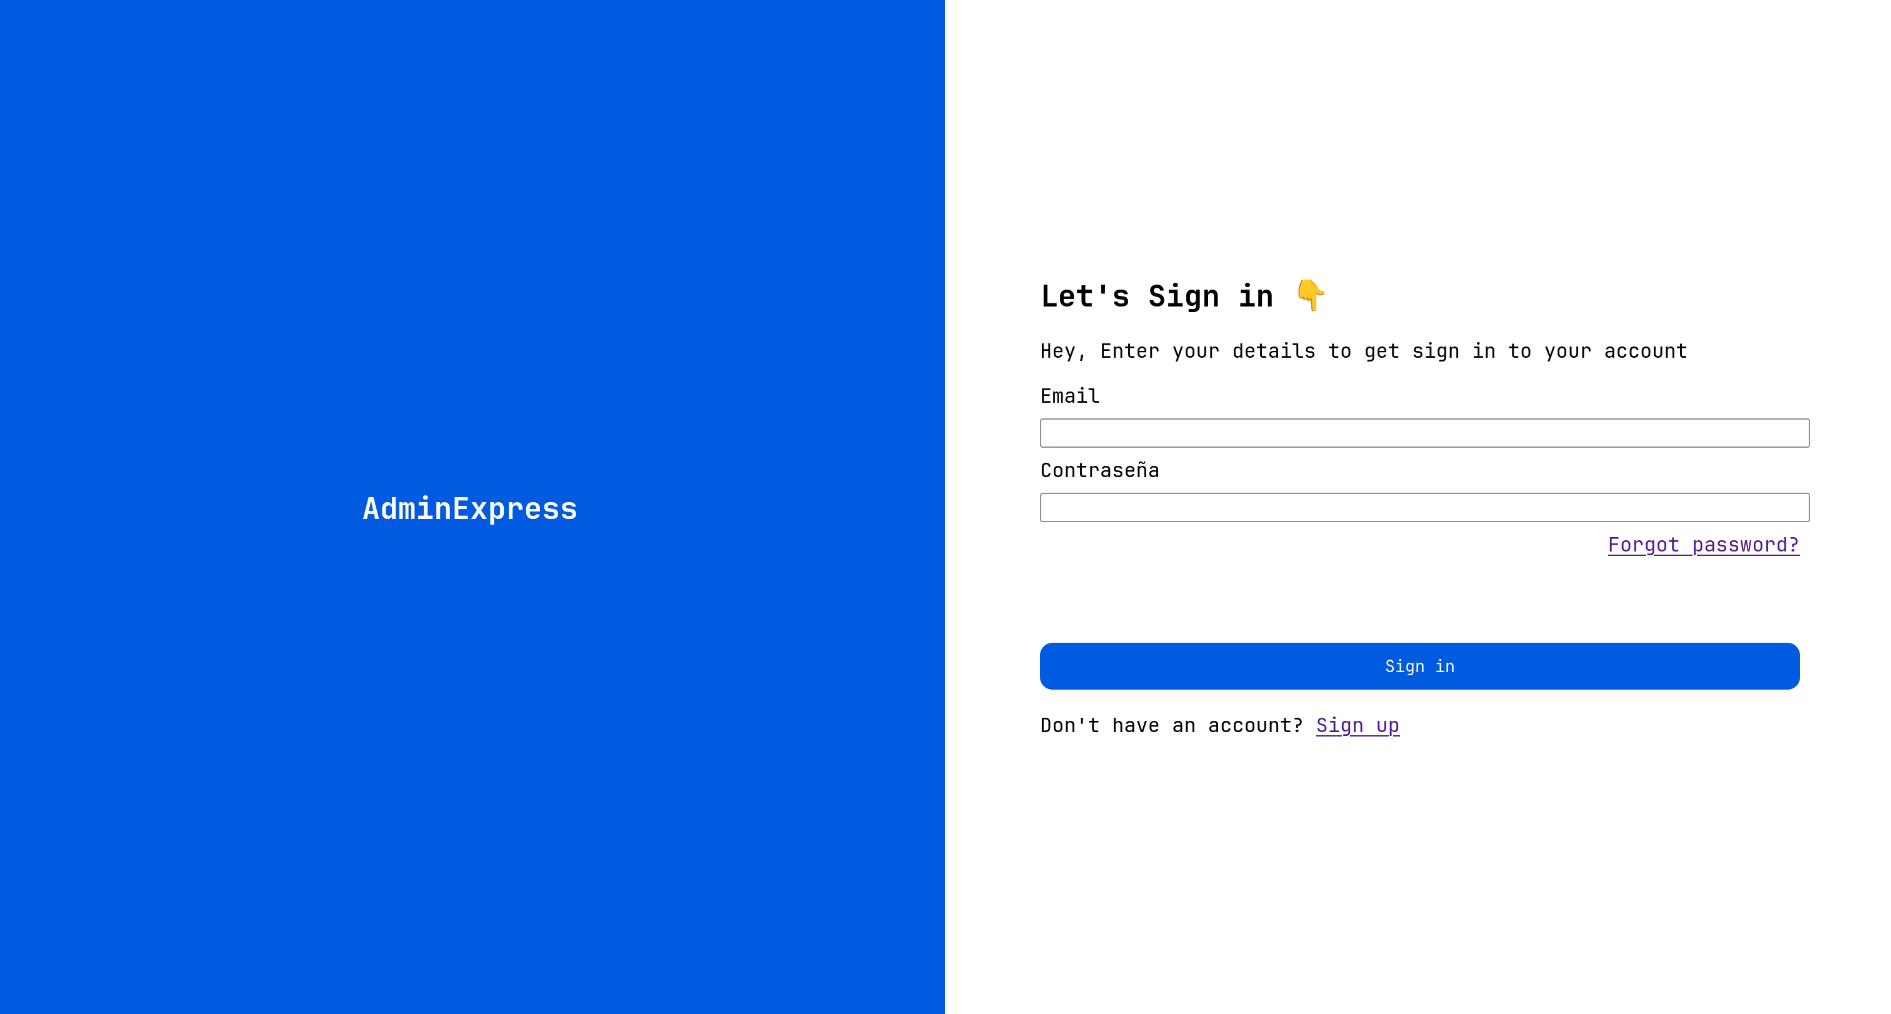 AdminExpress
Let's Sign in 👇
Hey, Enter your details to get sign in to your account
Email
Contraseña
Forgot password?
Sign in
Don't have an account? Sign up